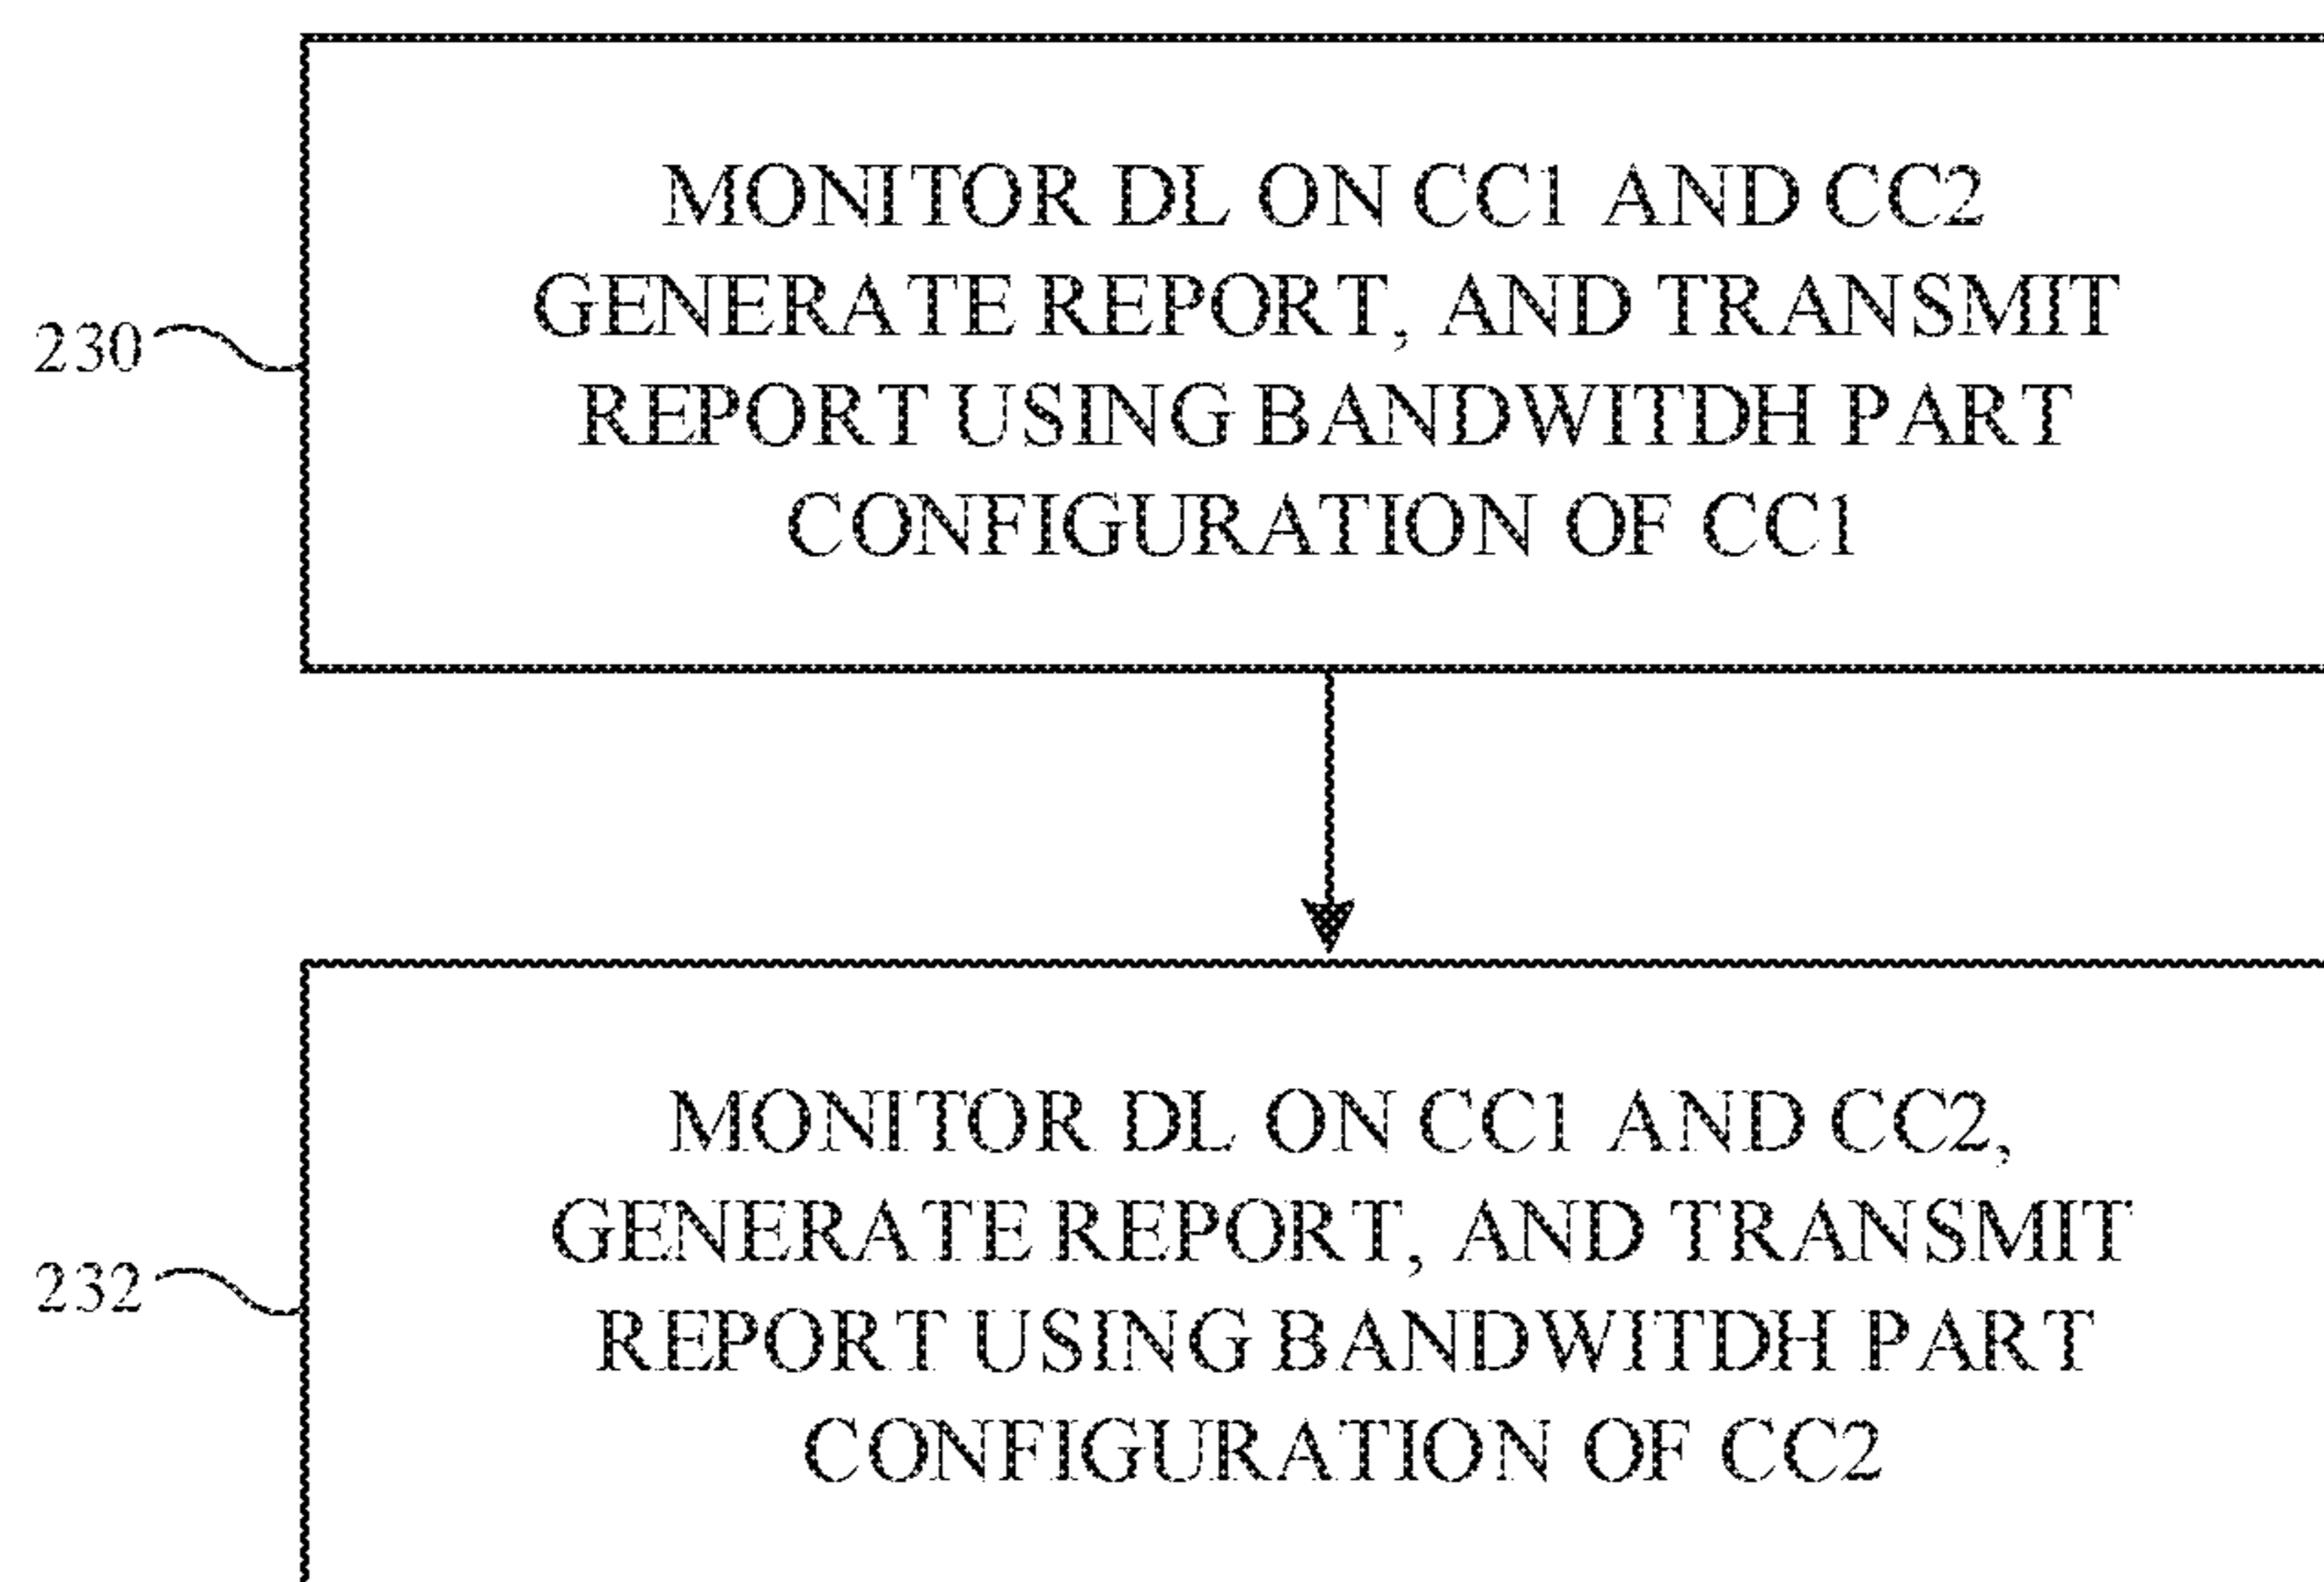 MONITOR DL ON CC1 AND CC2
GENERATE REPORT, AND TRANSMIT
230
REPORT USING BANDWITDH PART
CONFIGURATION OF CC1
MONITOR DL ON CC1 AND CC2,
GENERATE REPORT, AND TRANSMIT
232
REPORT USING BANDWITDH PART
CONFIGURATION OF CC2